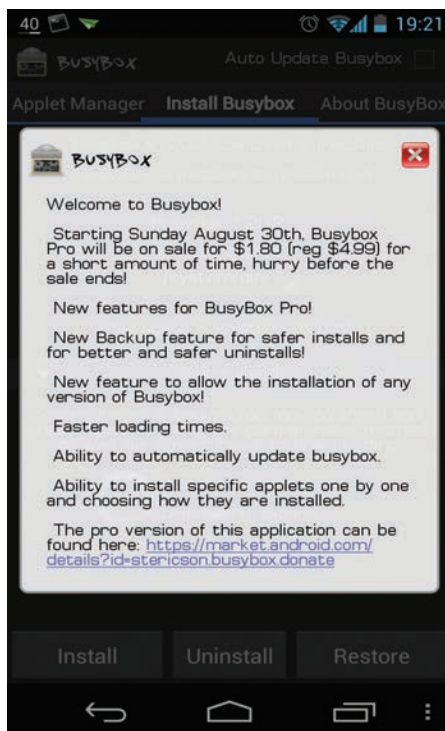 40 19:21
BUSYBOX Auto Update Busybox
Applet Manager Install Busybox About BusyBox
BUSYBOX
Welcome to Busybox!
Starting Sunday August 30th, Busybox
Pro will be on sale for $1.80 (reg $4.99) for
a short amount of time, hurry before the
sale ends!
New features for BusyBox Pro!
New Backup feature for safer installs and
for better and safer uninstalls!
New feature to allow the installation of any
version of Busybox!
Faster loading times.
Ability to automatically update busybox.
Ability to install specific applets one by one
and choosing how they are installed.
The pro version of this application can be
found here: https://market.android.com/
details?id=stericson.busybox.donate
Install Uninstall Restore